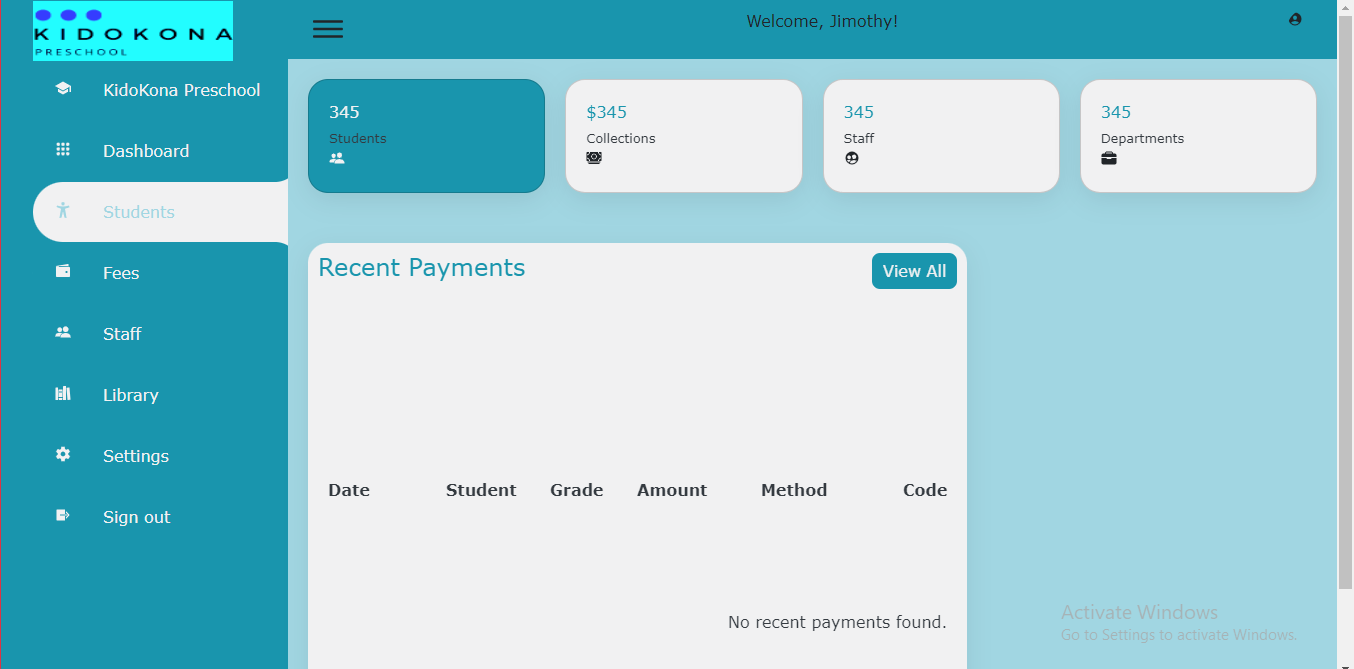 KIDOKONA
PRESCHOOL
Welcome, Jimothy!
KidoKona Preschool
Dashboard
Students
Fees
Staff
Library
Settings
Sign out
345
Students
$345
Collections
345
Staff
345
Departments
Recent Payments
View All
Date Student Grade Amount Method Code
No recent payments found.
Activate Windows
Go to Settings to activate Windows.